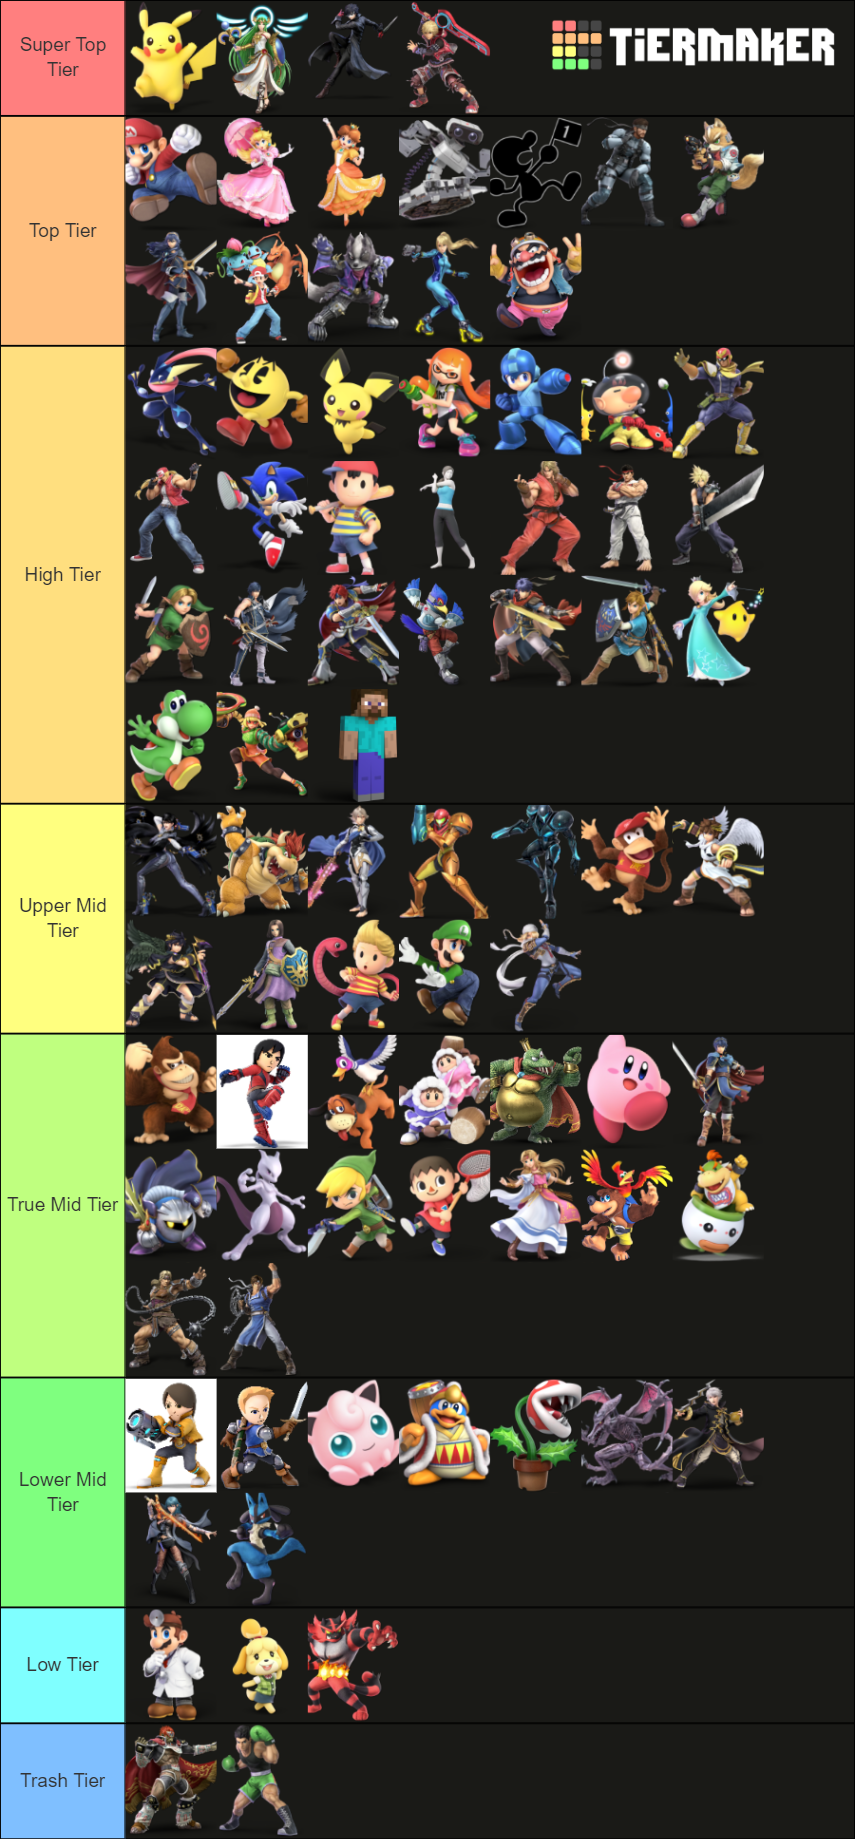 Super Top
Tier
TiERMAKER
Top Tier
1
High Tier
Upper Mid
Tier
True Mid Tier
Lower Mid
Tier
Low Tier
Trash Tier